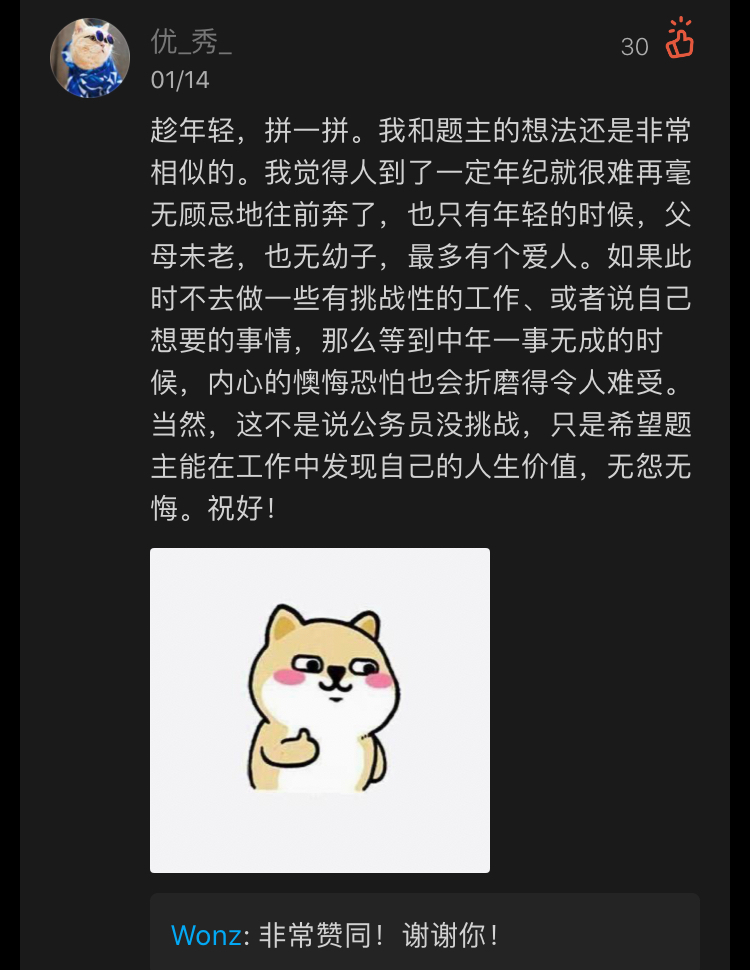 优_秀_
30
01/14
趁年轻，拼一拼。我和题主的想法还是非常
相似的。我觉得人到了一定年纪就很难再毫
无顾忌地往前奔了，也只有年轻的时候，父
母未老，也无幼子，最多有个爱人。如果此
时不去做一些有挑战性的工作、或者说自己
想要的事情，那么等到中年一事无成的时
候，内心的懊悔恐怕也会折磨得令人难受。
当然，这不是说公务员没挑战，只是希望题
主能在工作中发现自己的人生价值，无怨无
悔。祝好！
Wonz: 非常赞同！谢谢你！